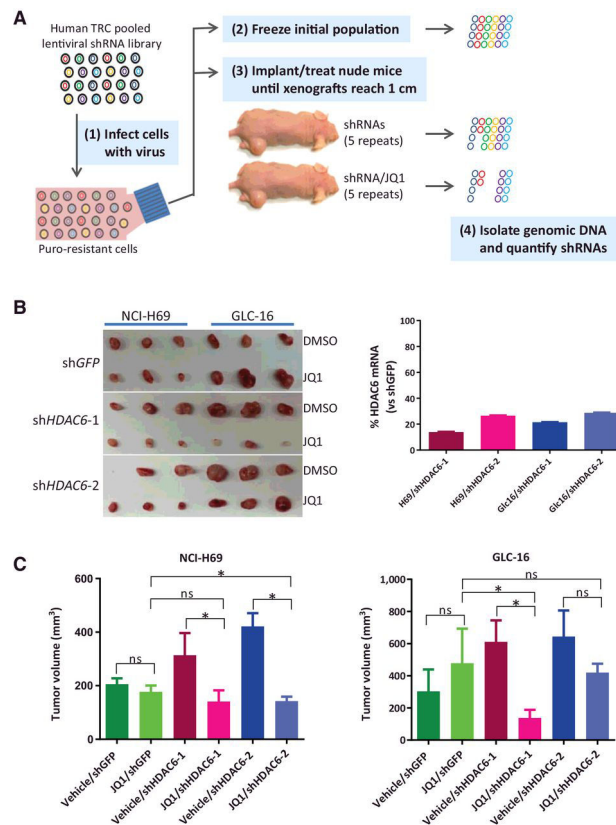 A
Human TRC pooled
lentiviral shRNA library
(1) Infect cells
with virus
Puro-resistant cells
(2) Freeze initial population
(3) Implant/treat nude mice
until xenografts reach 1 cm
shRNAs
(5 repeats)
shRNA/JQ1
(5 repeats)
(4) Isolate genomic DNA
and quantify shRNAs
B
NCI-H69 GLC-16
shGFP
DMSO
JQ1
shHDAC6-1
DMSO
JQ1
shHDAC6-2
DMSO
JQ1
% HDAC6 mRNA
(vs shGFP)
100
80
60
40
20
0
H69/shHDAC6-1
H69/shHDAC6-2
Glc16/shHDAC6-1
Glc16/shHDAC6-2
C
NCI-H69
Tumor volume (mm3)
600
400
200
0
ns
ns
*
*
*
Vehicle/shGFP
JQ1/shGFP
Vehicle/shHDAC6-1
JQ1/shHDAC6-1
Vehicle/shHDAC6-2
JQ1/shHDAC6-2
GLC-16
Tumor volume (mm3)
1,000
800
600
400
200
0
ns
*
*
ns
ns
Vehicle/shGFP
JQ1/shGFP
Vehicle/shHDAC6-1
JQ1/shHDAC6-1
Vehicle/shHDAC6-2
JQ1/shHDAC6-2